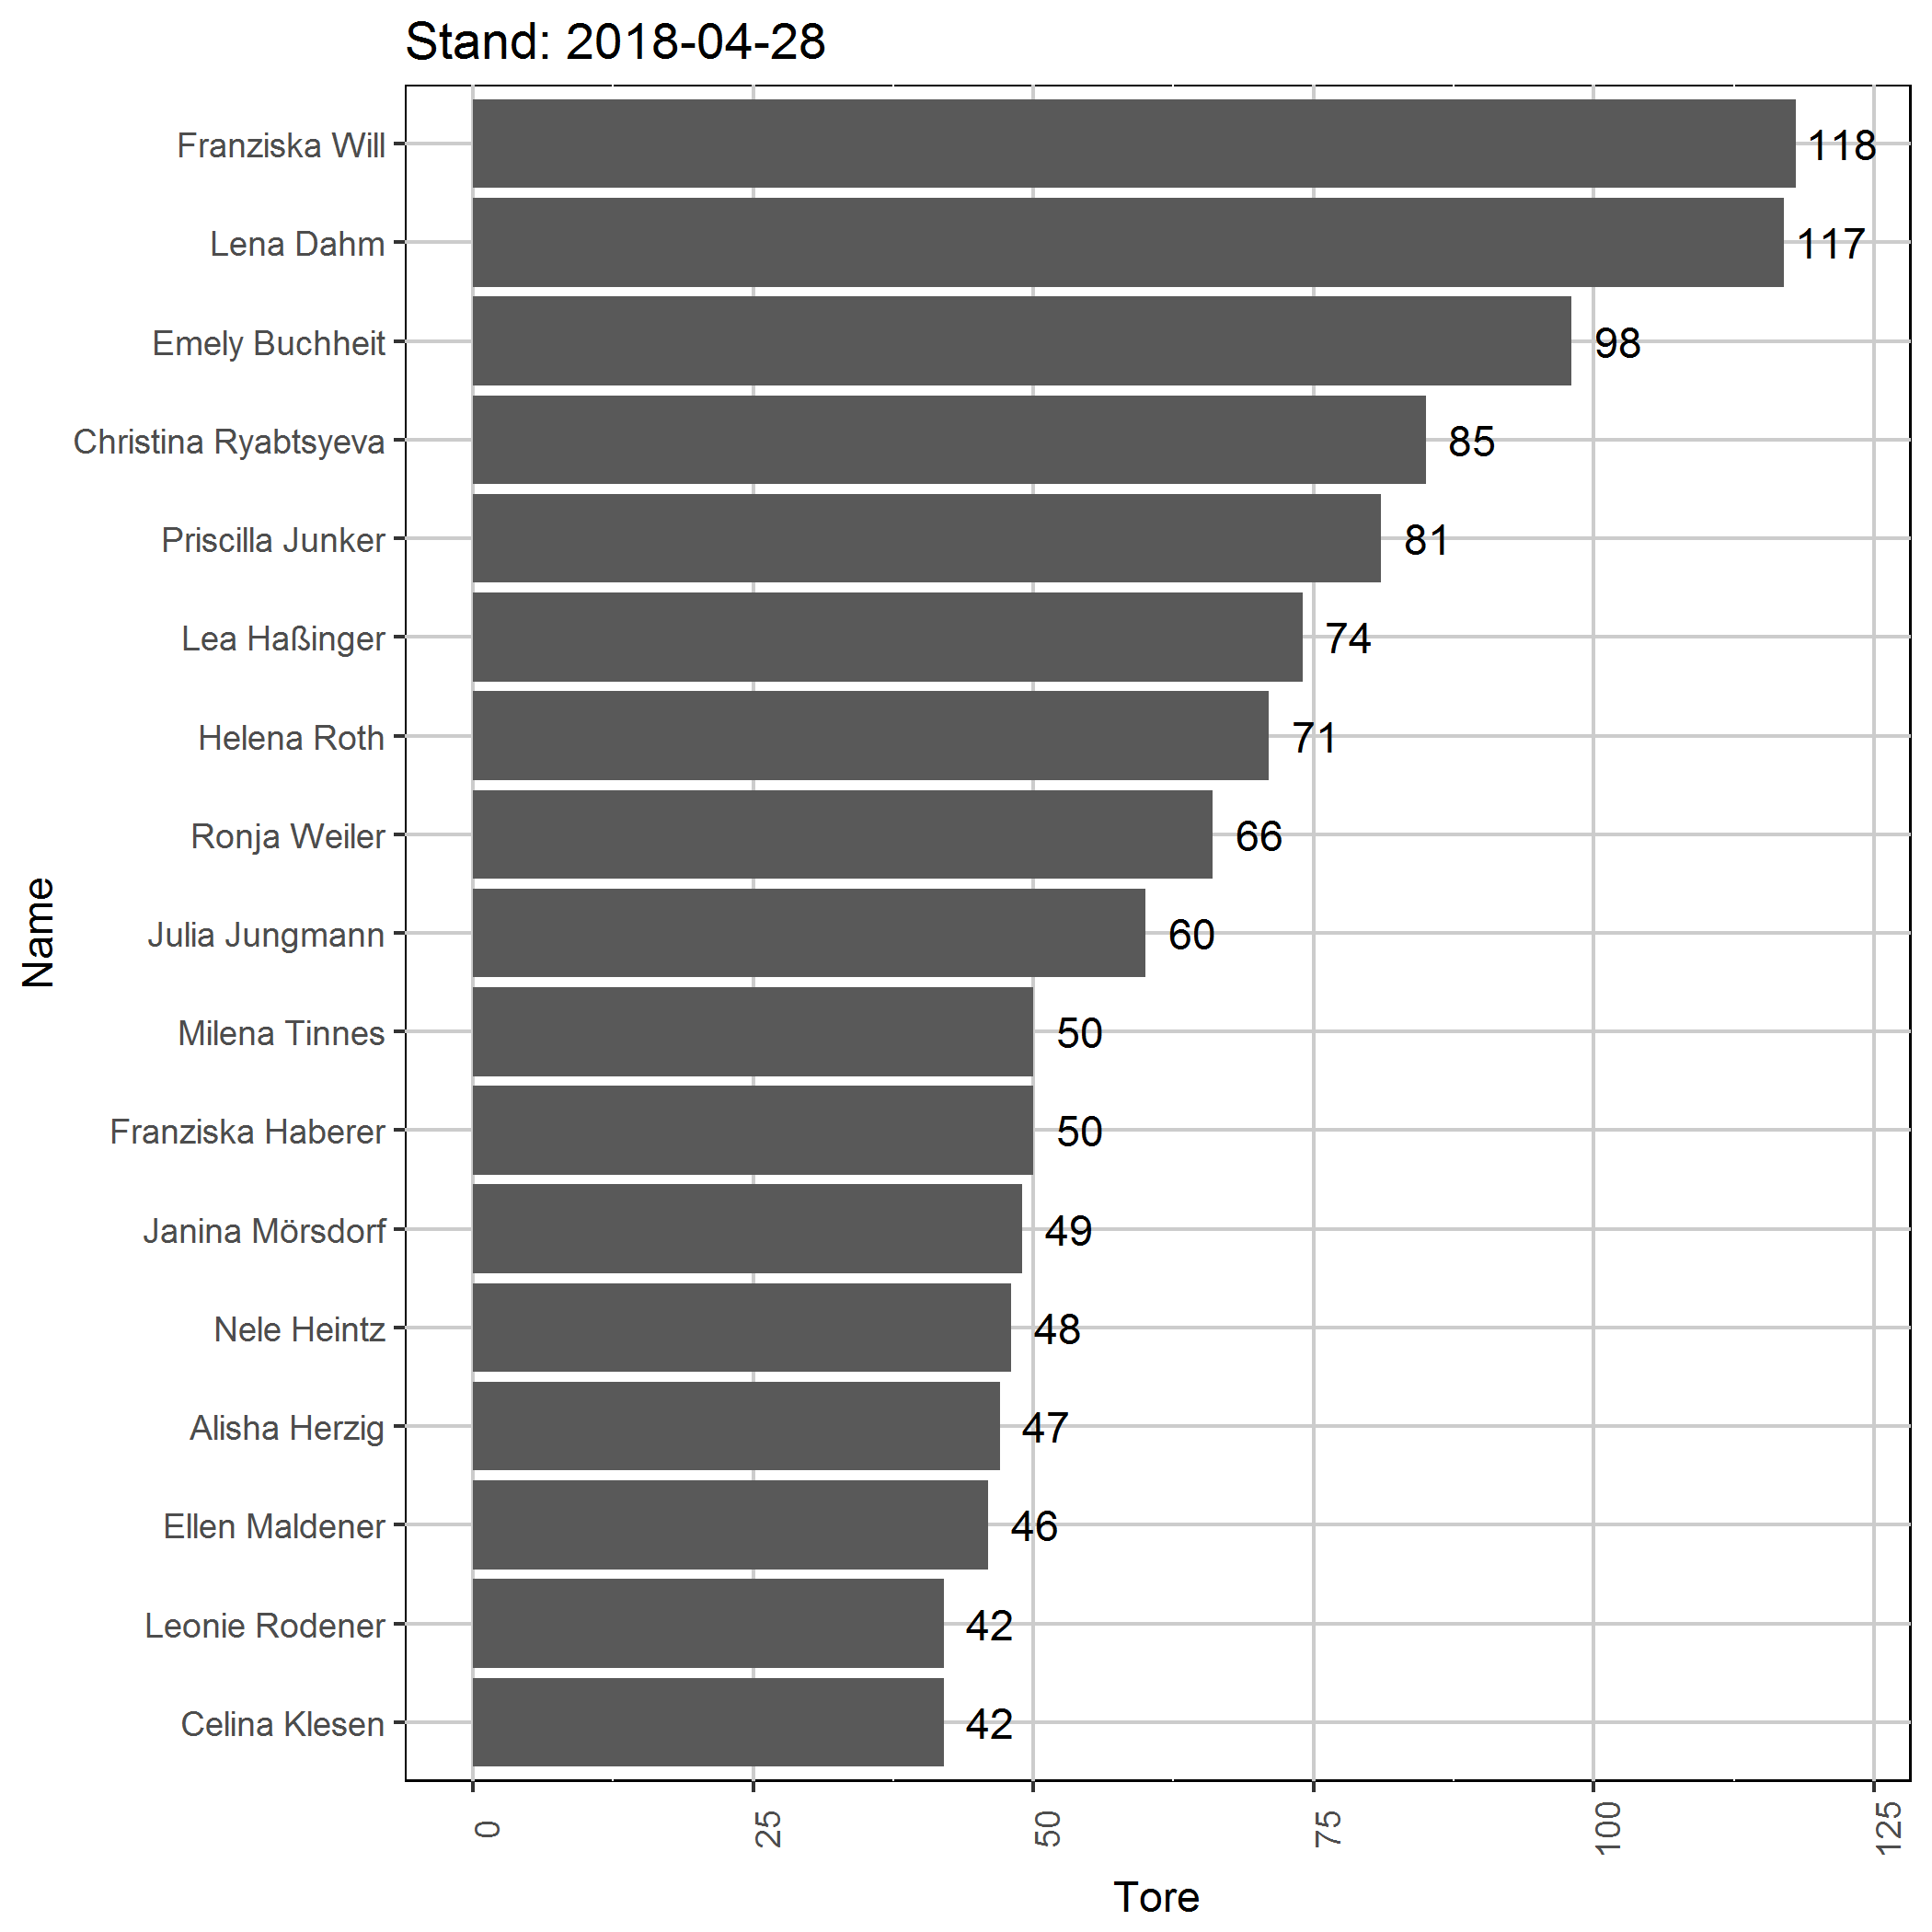 Stand: 2018-04-28
Franziska Will 118
Lena Dahm 117
Emely Buchheit 98
Christina Ryabtsyeva 85
Priscilla Junker 81
Lea Haßinger 74
Helena Roth 71
Ronja Weiler 66
Julia Jungmann 60
Milena Tinnes 50
Franziska Haberer 50
Janina Mörsdorf 49
Nele Heintz 48
Alisha Herzig 47
Ellen Maldener 46
Leonie Rodener 42
Celina Klesen 42
Name
0 25 50 75 100 125
Tore